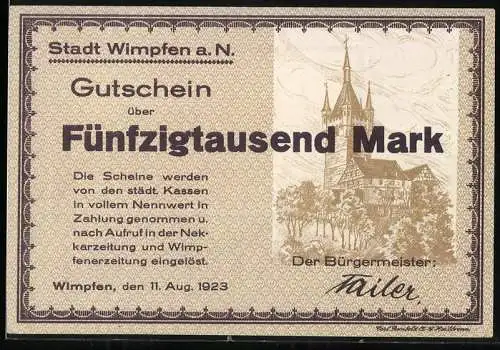 Stadt Wimpfen a. N.
Gutschein
über
Fünfzigtausend Mark
Die Scheine werden
von den städt. Kassen
in vollem Nennwert in
Zahlung genommen u.
nach Aufruf in der Nek-
karzeitung und Wimp-
fenerzeitung eingelöst.
Der Bürgermeister:
Wimpfen, den 11 Aug. 1923